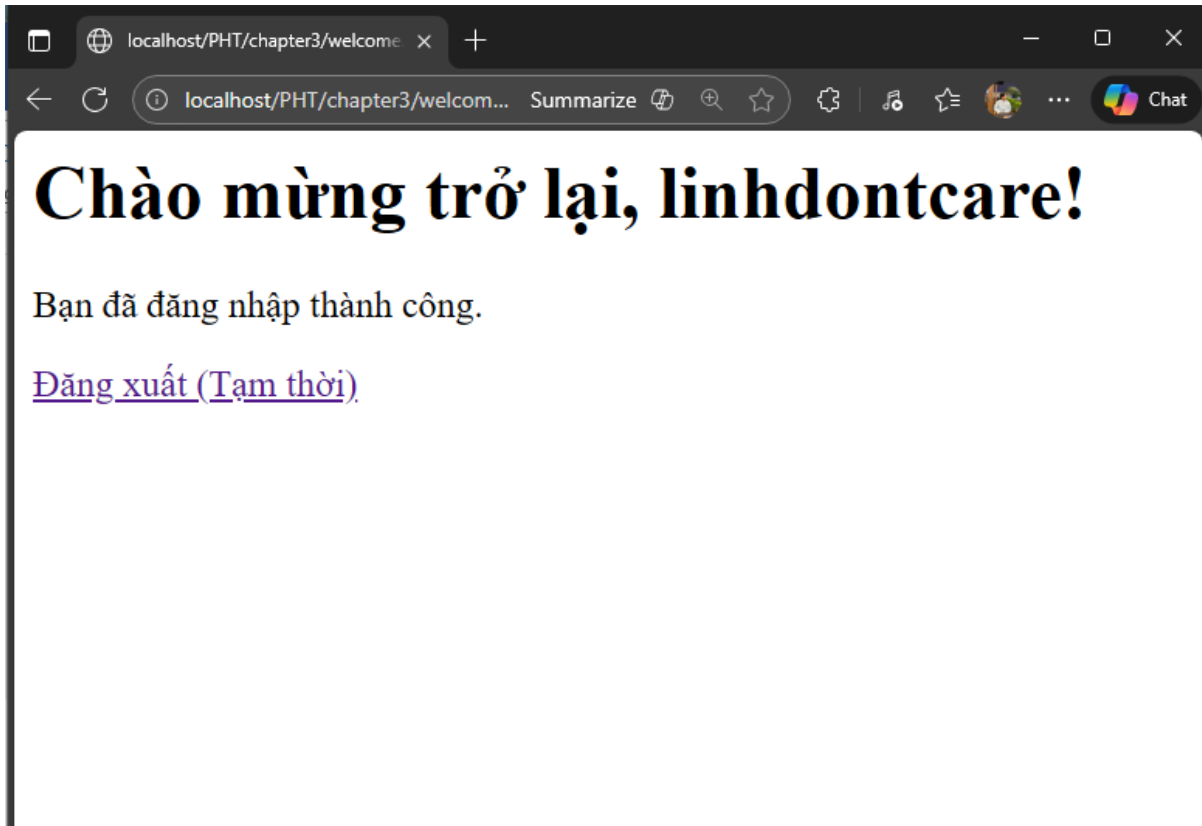 localhost/PHT/chapter3/welcome
localhost/PHT/chapter3/welcom... Summarize Chat
Chào mừng trở lại, linhdontcare!
Bạn đã đăng nhập thành công.
Đăng xuất (Tạm thời)